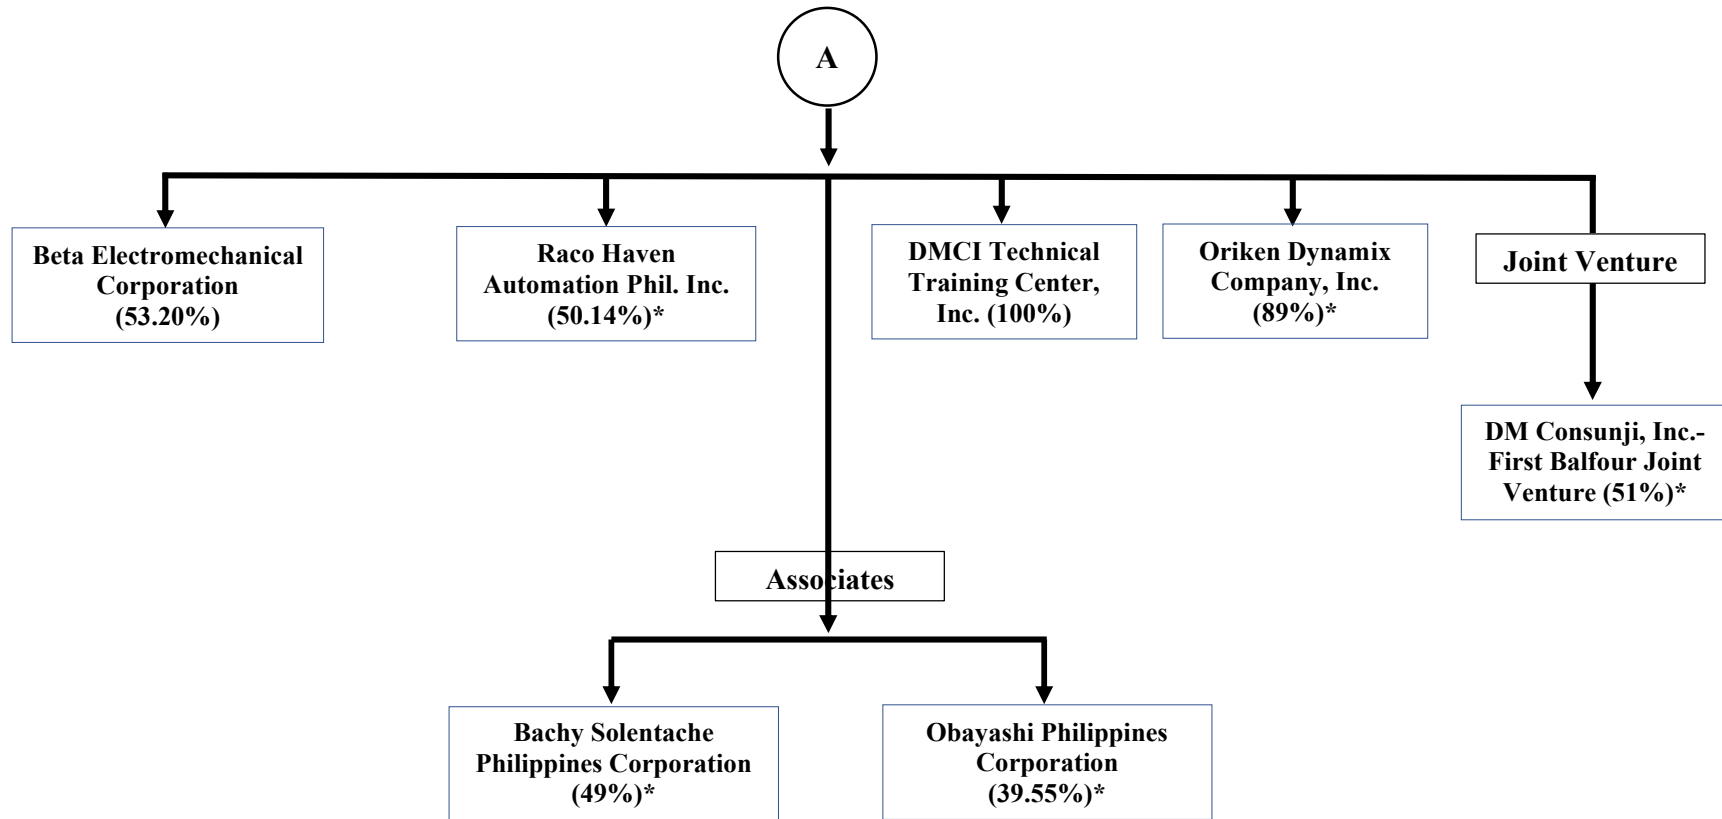 A
Beta Electromechanical
Corporation
(53.20%)
Raco Haven
Automation Phil. Inc.
(50.14%)*
DMCI Technical
Training Center,
Inc. (100%)
Oriken Dynamix
Company, Inc.
(89%)*
Joint Venture
DM Consunji, Inc.-
First Balfour Joint
Venture (51%)*
Associates
Bachy Solentache
Philippines Corporation
(49%)*
Obayashi Philippines
Corporation
(39.55%)*